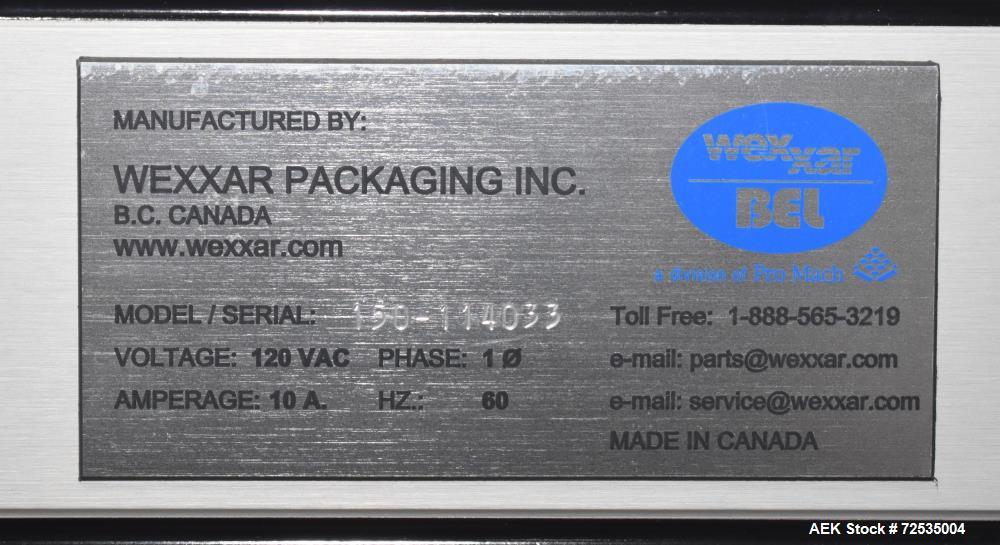 MANUFACTURED BY:
WEXXAR PACKAGING INC.
B.C. CANADA
www.wexxar.com
wexxar
BEL
a division of Pro Mach
MODEL / SERIAL: 150-114033
VOLTAGE: 120 VAC PHASE: 1 Ø
AMPERAGE: 10 A. HZ.: 60
Toll Free: 1-888-565-3219
e-mail: parts@wexxar.com
e-mail: service@wexxar.com
MADE IN CANADA
AEK Stock # 72535004